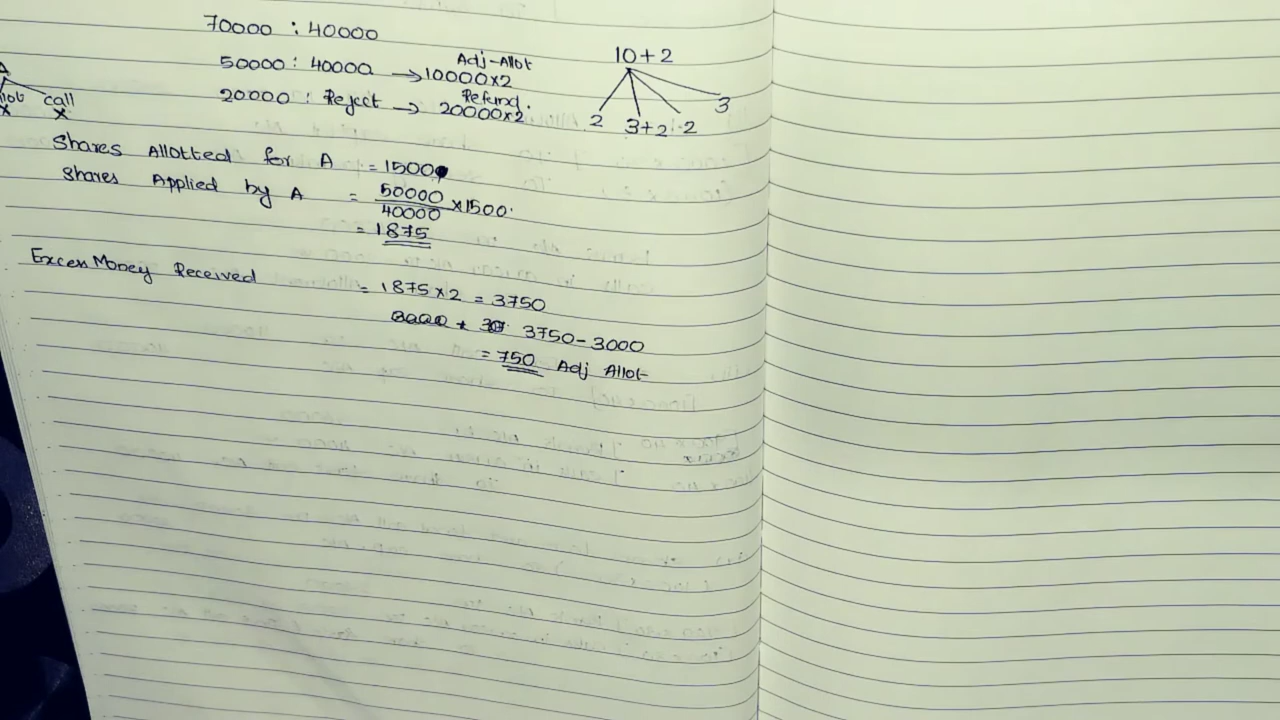 70000 : 40000
50000 : 40000 → Adj-Allot 10000×2
20000 : Reject → Refund. 20000×2
10+2
2 3+2 2 3
A
call
× ×
Shares Allotted for A = 1500
Shares Applied by A = 50000/40000 ×1500.
= 1875
Excess Money Received = 1875×2 = 3750
3750-3000
= 750 Adj Allot